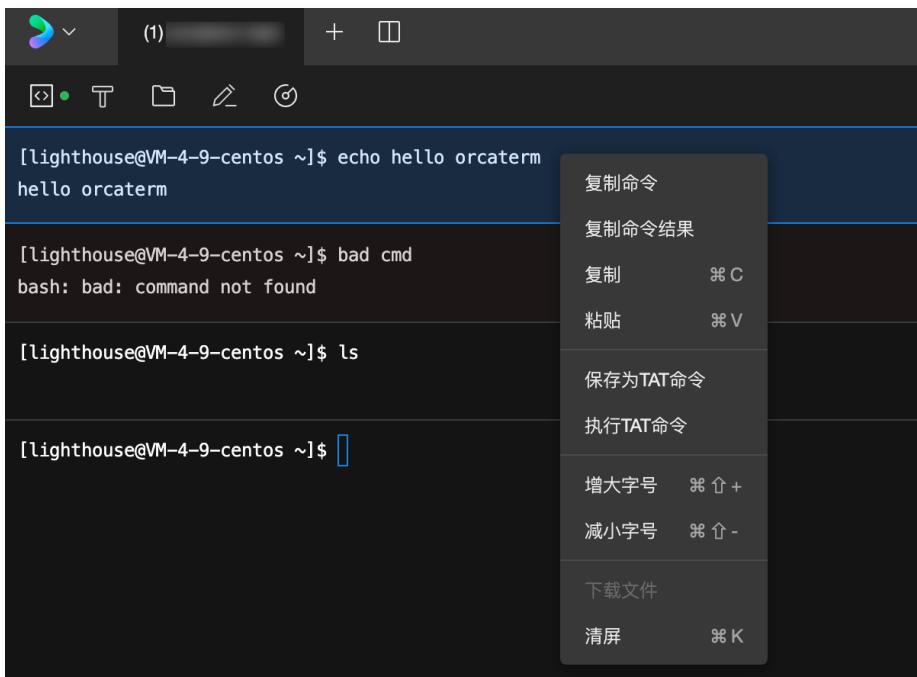 (1)
[lighthouse@VM-4-9-centos ~]$ echo hello orcaterm
hello orcaterm
[lighthouse@VM-4-9-centos ~]$ bad cmd
bash: bad: command not found
[lighthouse@VM-4-9-centos ~]$ ls
[lighthouse@VM-4-9-centos ~]$
复制命令
复制命令结果
复制 ⌘ C
粘贴 ⌘ V
保存为TAT命令
执行TAT命令
增大字号 ⌘ ⇧ +
减小字号 ⌘ ⇧ -
下载文件
清屏 ⌘ K